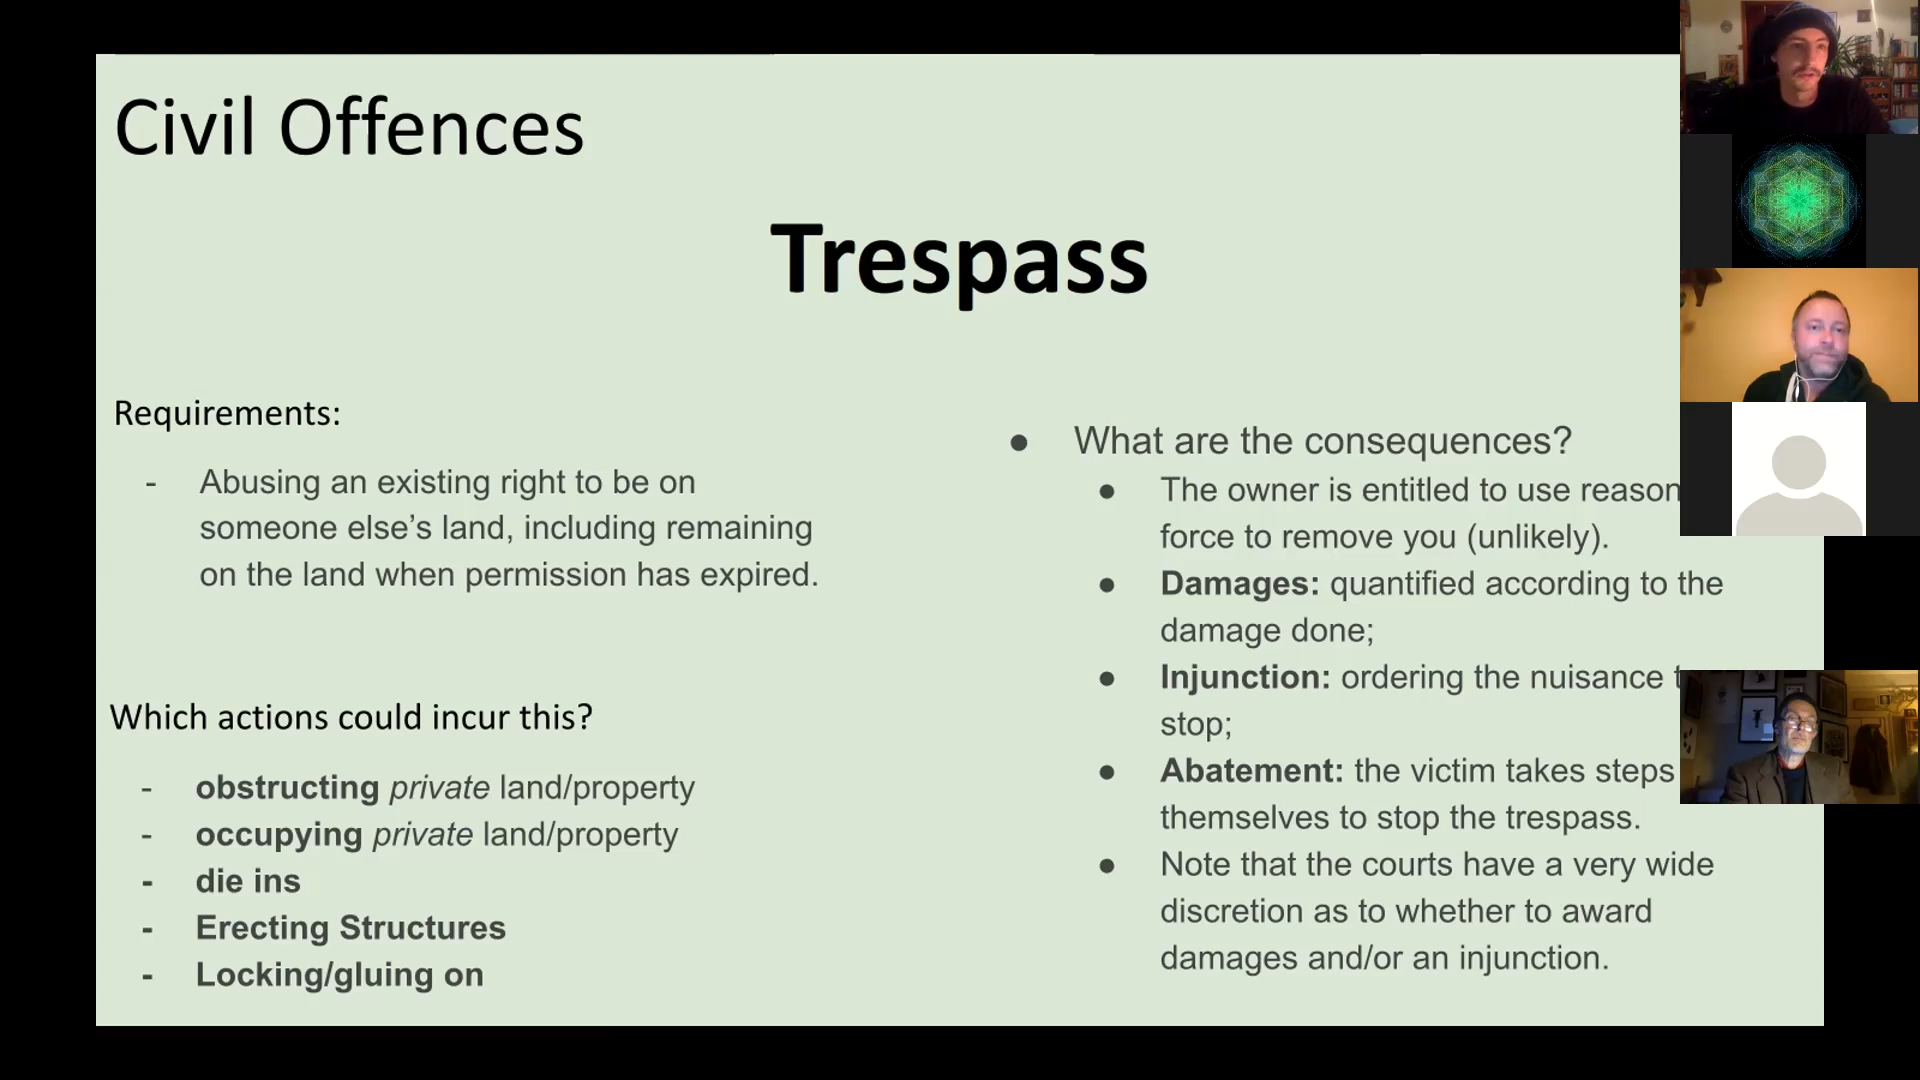 Civil Offences
Trespass
Requirements:
- Abusing an existing right to be on
someone else’s land, including remaining
on the land when permission has expired.
Which actions could incur this?
- obstructing private land/property
- occupying private land/property
- die ins
- Erecting Structures
- Locking/gluing on
● What are the consequences?
● The owner is entitled to use reason
force to remove you (unlikely).
● Damages: quantified according to the
damage done;
● Injunction: ordering the nuisance
stop;
● Abatement: the victim takes steps
themselves to stop the trespass.
● Note that the courts have a very wide
discretion as to whether to award
damages and/or an injunction.